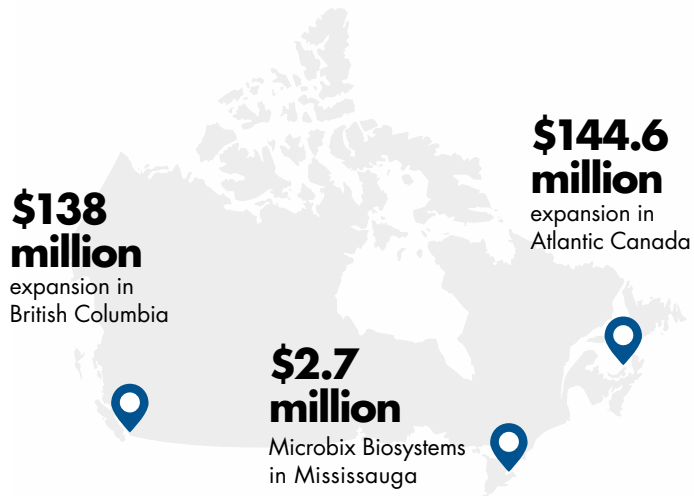 $144.6
million
expansion in
Atlantic Canada
$138
million
expansion in
British Columbia
$2.7
million
Microbix Biosystems
in Mississauga